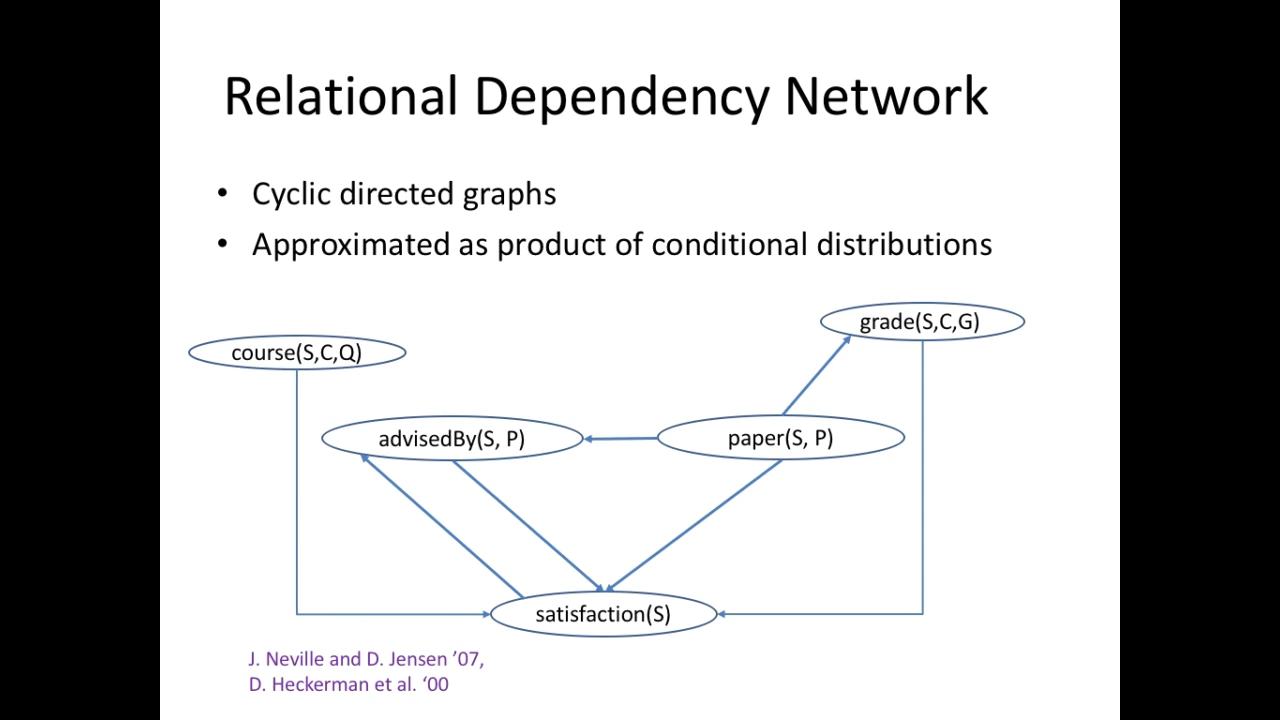 Relational Dependency Network
• Cyclic directed graphs
• Approximated as product of conditional distributions
grade(S,C,G)
course(S,C,Q)
advisedBy(S, P)
paper(S, P)
satisfaction(S)
J. Neville and D. Jensen ’07,
D. Heckerman et al. ‘00